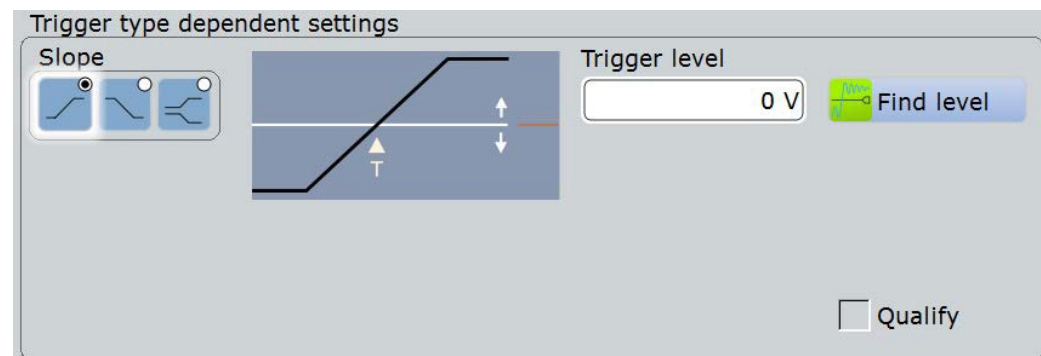 Trigger type dependent settings
Slope
Trigger level
0 V
Find level
T
Qualify